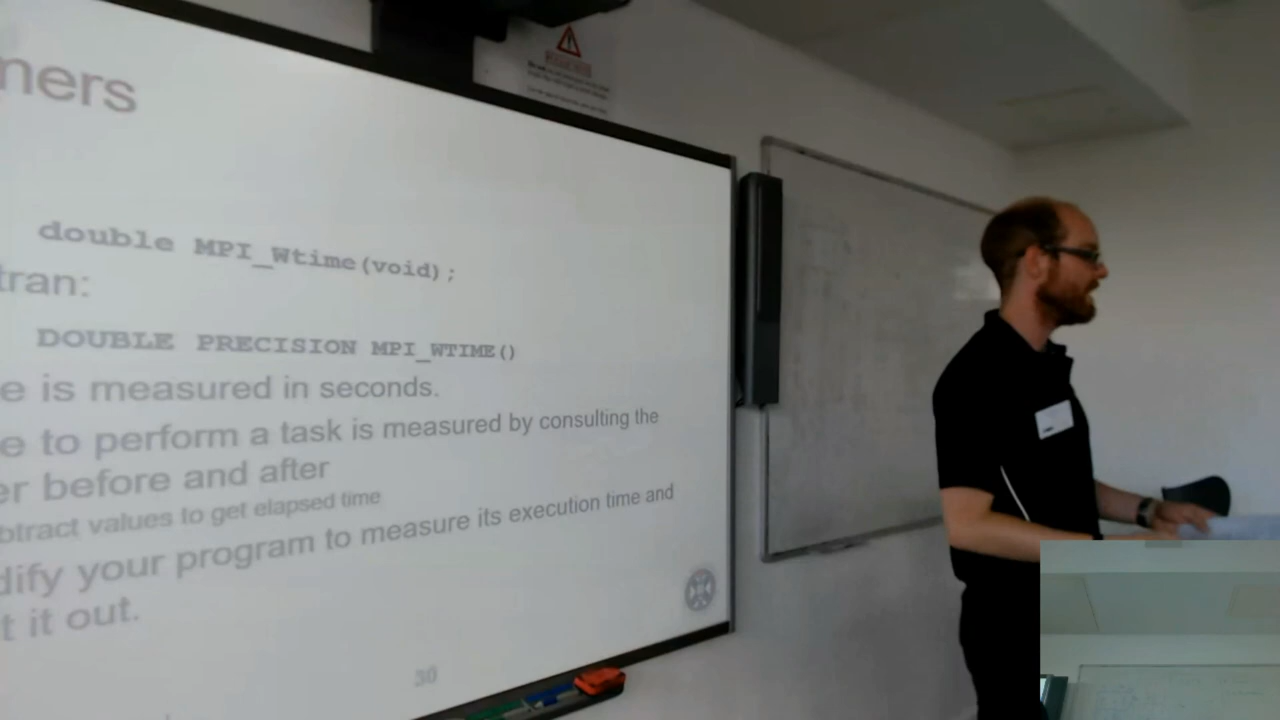 mers
double MPI_Wtime(void);
tran:
DOUBLE PRECISION MPI_WTIME()
e is measured in seconds.
e to perform a task is measured by consulting the
er before and after
btract values to get elapsed time
dify your program to measure its execution time and
t it out.
30